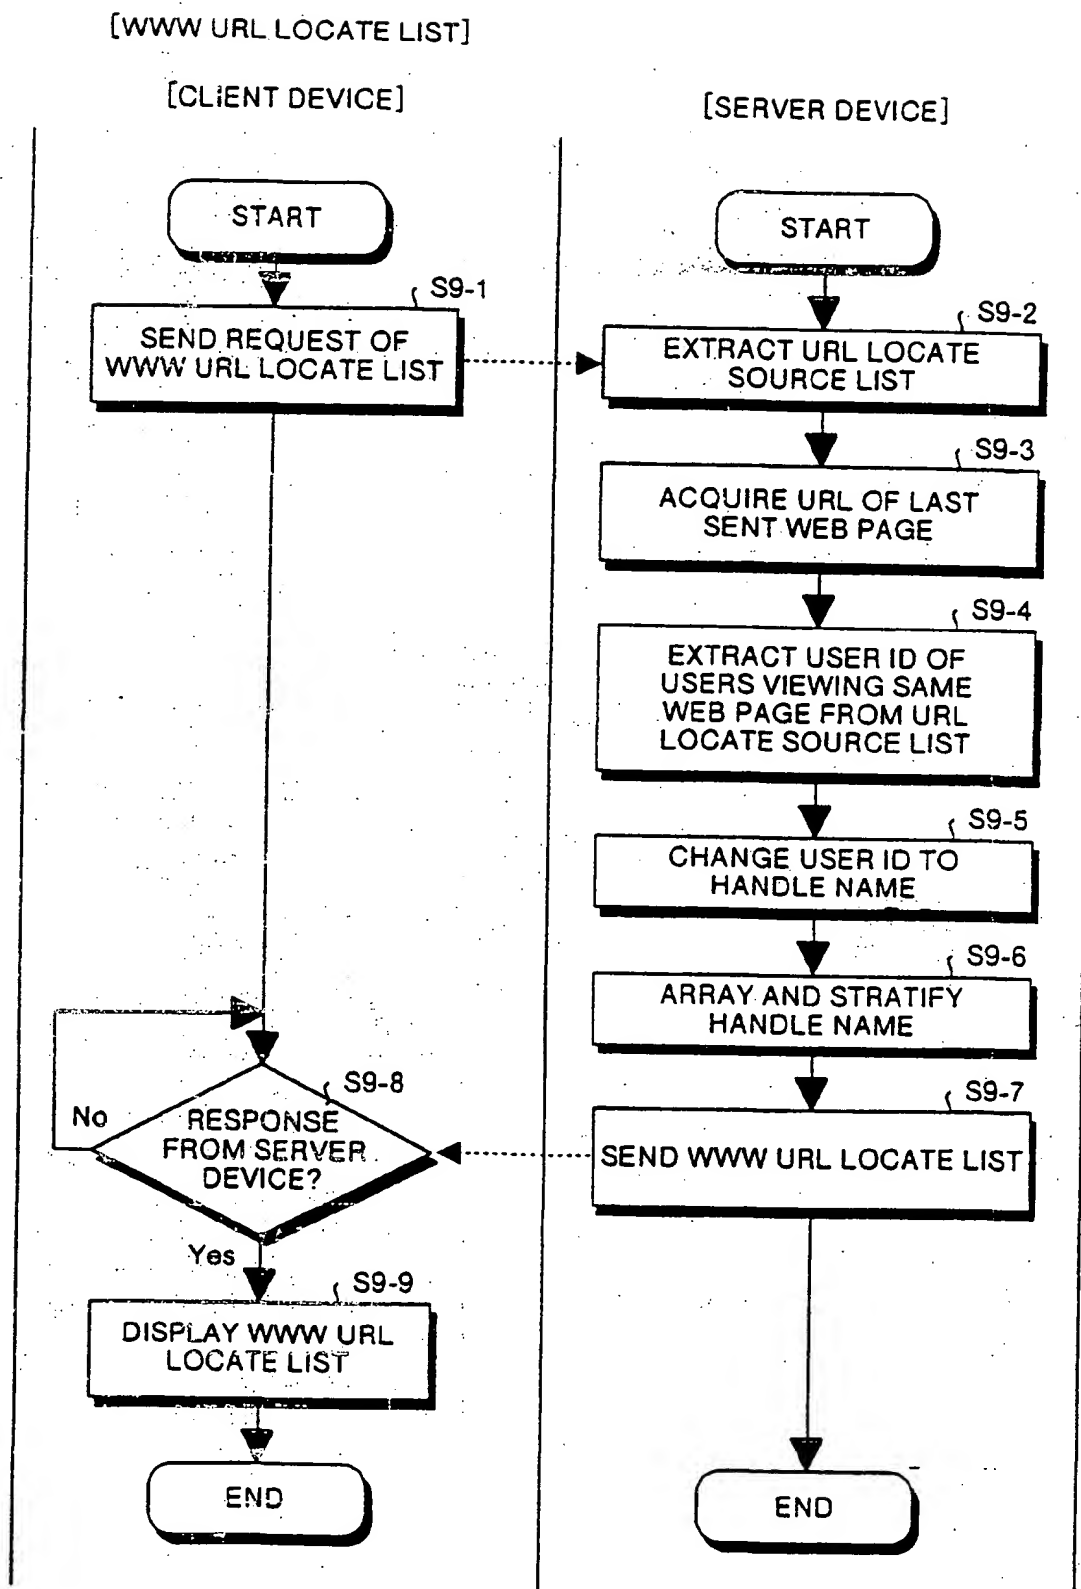 [WWW URL LOCATE LIST]
[CLIENT DEVICE]
[SERVER DEVICE]
START
START
S9-1
SEND REQUEST OF
WWW URL LOCATE LIST
S9-2
EXTRACT URL LOCATE
SOURCE LIST
S9-3
ACQUIRE URL OF LAST
SENT WEB PAGE
S9-4
EXTRACT USER ID OF
USERS VIEWING SAME
WEB PAGE FROM URL
LOCATE SOURCE LIST
S9-5
CHANGE USER ID TO
HANDLE NAME
S9-6
ARRAY AND STRATIFY
HANDLE NAME
S9-7
SEND WWW URL LOCATE LIST
S9-8
RESPONSE
FROM SERVER
DEVICE?
No
Yes
S9-9
DISPLAY WWW URL
LOCATE LIST
END
END